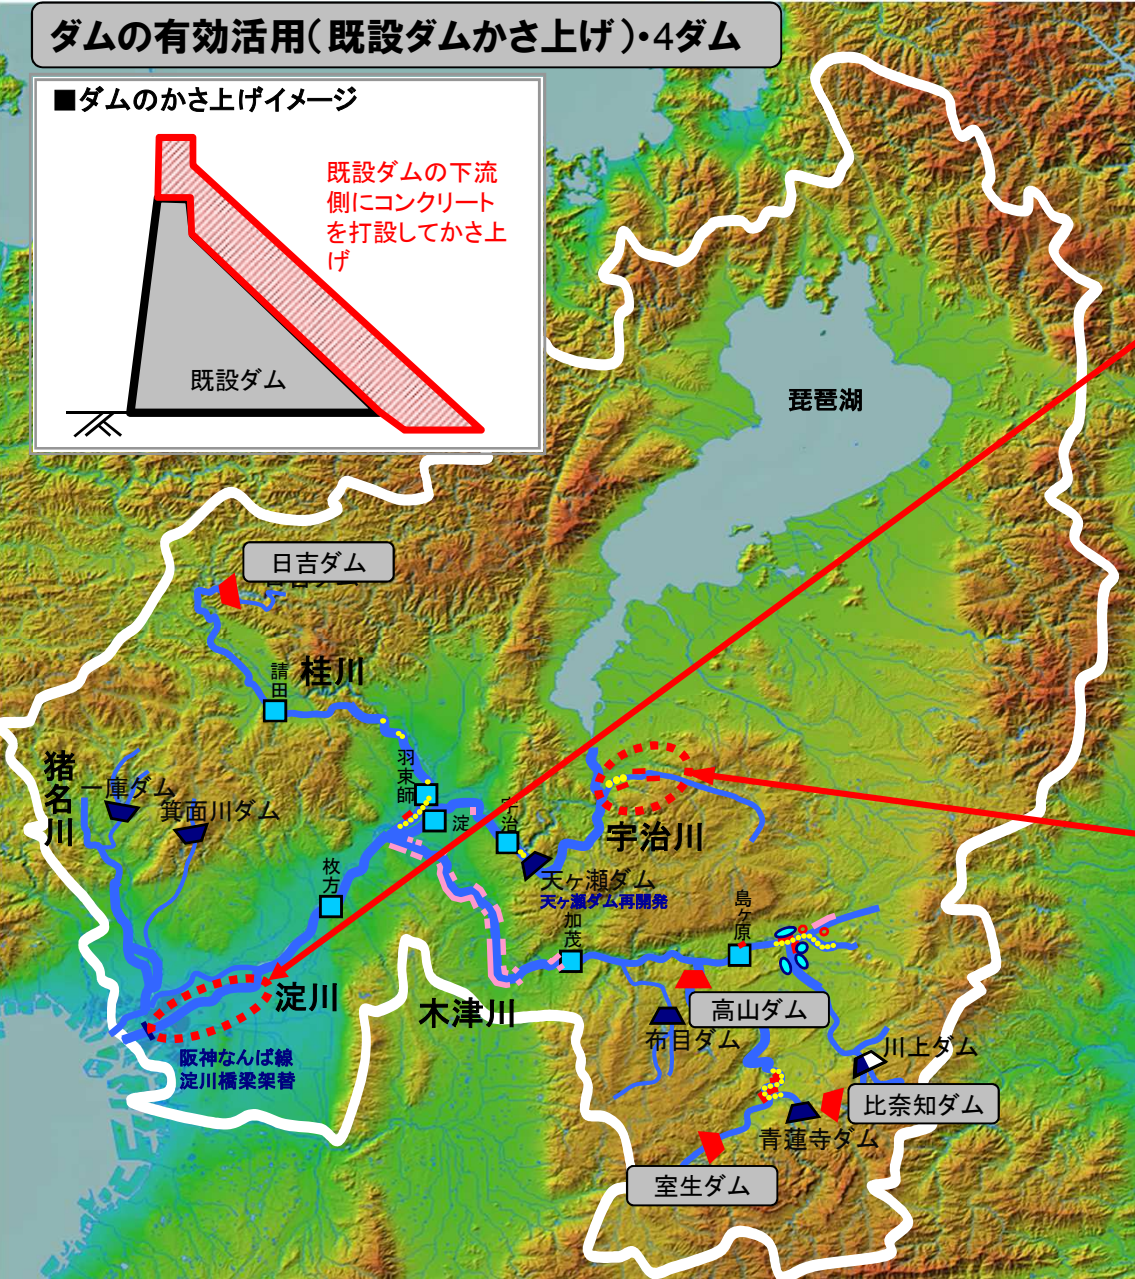 ダムの有効活用(既設ダムかさ上げ)・4ダム
■ダムのかさ上げイメージ
既設ダムの下流
側にコンクリート
を打設してかさ上
げ
既設ダム
琵琶湖
日吉ダム
請田
桂川
羽束師
淀
宇治
猪名川
一庫ダム
箕面川ダム
枚方
宇治川
天ヶ瀬ダム
天ヶ瀬ダム再開発
加茂
島ヶ原
淀川
木津川
高山ダム
布目ダム
川上ダム
阪神なんば線
淀川橋梁架替
比奈知ダム
青蓮寺ダム
室生ダム